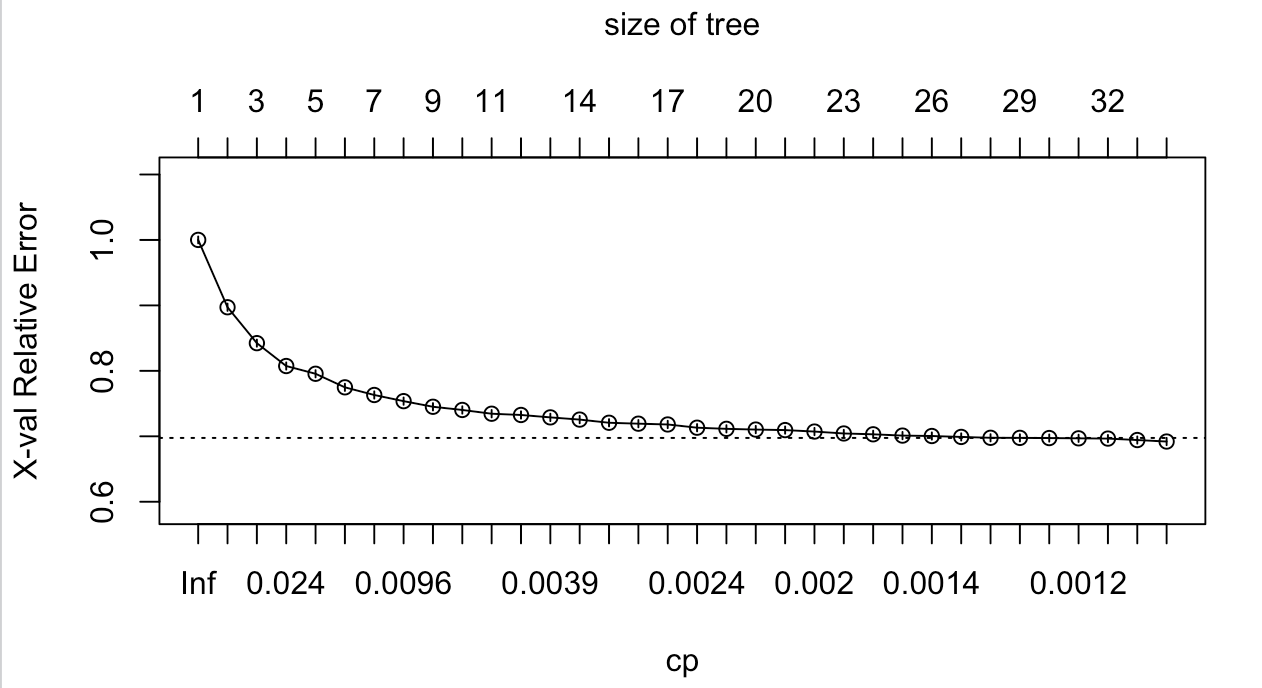 size of tree
1 3 5 7 9 11 14 17 20 23 26 29 32
X-val Relative Error
1.0
0.8
0.6
Inf 0.024 0.0096 0.0039 0.0024 0.002 0.0014 0.0012
cp